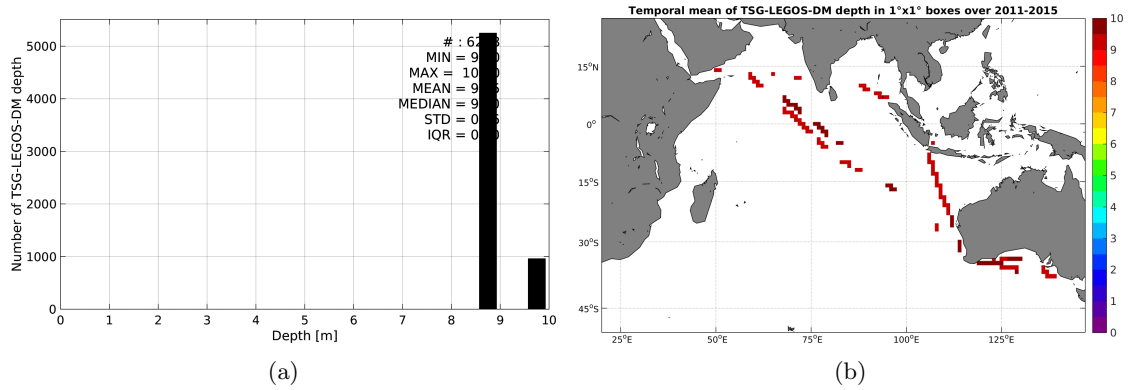 Temporal mean of TSG-LEGOS-DM depth in 1°x1° boxes over 2011-2015
Number of TSG-LEGOS-DM depth
5000
4000
3000
2000
1000
0
# : 62
MIN = 9
MAX = 10
MEAN = 9
MEDIAN = 9
STD = 0
IQR = 0
0 1 2 3 4 5 6 7 8 9 10
Depth [m]
(a)
15°N
0°
15°S
30°S
45°S
25°E 50°E 75°E 100°E 125°E
10
9
8
7
6
5
4
3
2
1
0
(b)